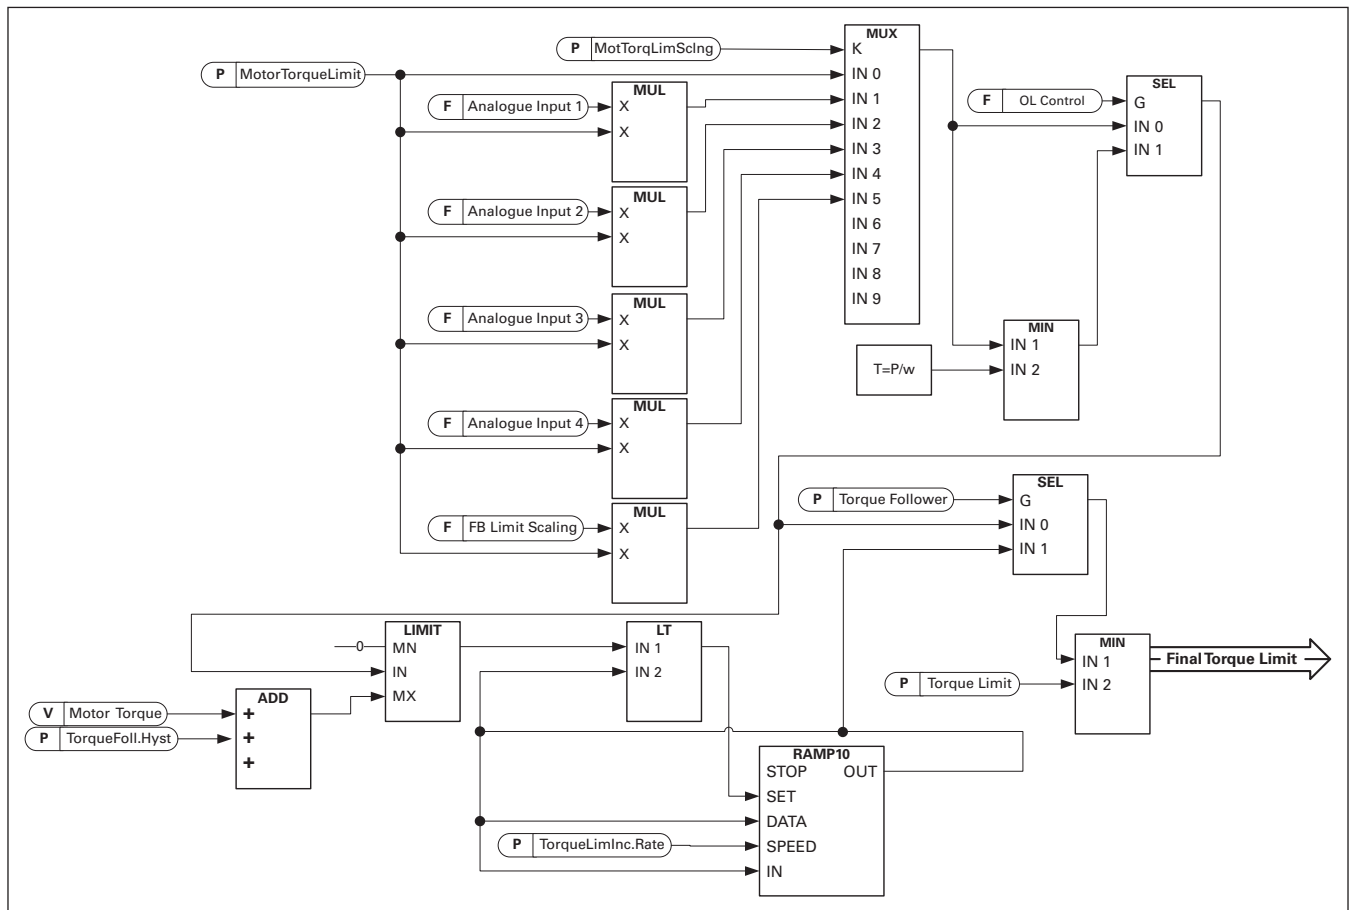 MUX
P MotTorqLimSclng
K
P MotorTorqueLimit
IN 0
SEL
MUL
F Analogue Input 1
X
IN 1
F OL Control
G
X
IN 2
IN 0
IN 3
IN 1
IN 4
MUL
IN 5
F Analogue Input 2
X
IN 6
X
IN 7
IN 8
IN 9
MUL
F Analogue Input 3
X
MIN
X
IN 1
T=P/w
IN 2
MUL
F Analogue Input 4
X
X
SEL
P Torque Follower
G
MUL
F FB Limit Scaling
X
IN 0
X
IN 1
LIMIT
LT
MIN
0
MN
IN 1
IN 1
Final Torque Limit
IN
IN 2
P Torque Limit
IN 2
ADD
MX
V Motor Torque
+
P TorqueFoll.Hyst
+
+
RAMP10
STOP OUT
SET
DATA
P TorqueLimInc.Rate
SPEED
IN